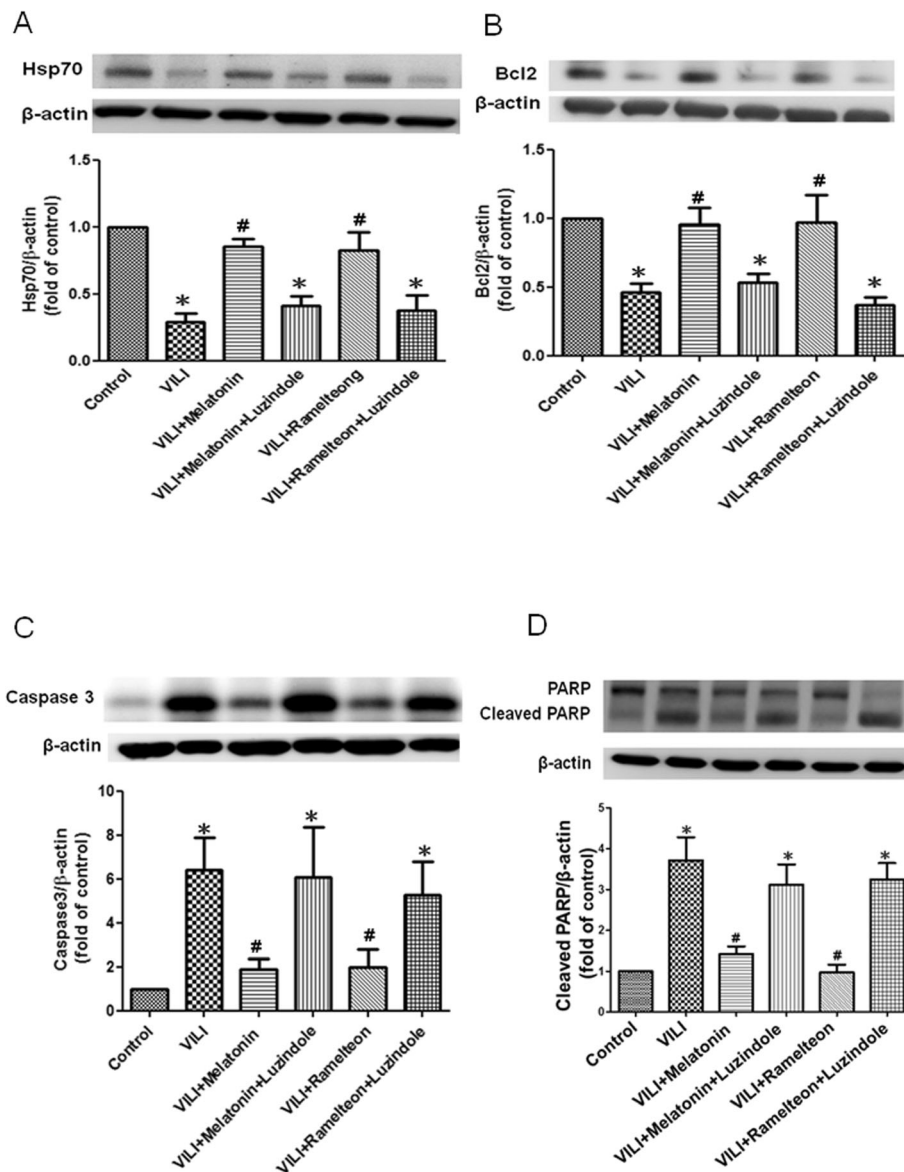 A
Hsp70
β-actin
1.5
1.0
0.5
0.0
Hsp70/β-actin
(fold of control)
*
#
*
#
*
Control
VILI
VILI+Melatonin
VILI+Melatonin+Luzindole
VILI+Ramelteong
VILI+Ramelteon+Luzindole
B
Bcl2
β-actin
1.5
1.0
0.5
0.0
Bcl2/β-actin
(fold of control)
*
#
*
#
*
Control
VILI
VILI+Melatonin
VILI+Melatonin+Luzindole
VILI+Ramelteon
VILI+Ramelteon+Luzindole
C
Caspase 3
β-actin
10
8
6
4
2
0
Caspase3/β-actin
(fold of control)
*
#
*
#
*
Control
VILI
VILI+Melatonin
VILI+Melatonin+Luzindole
VILI+Ramelteon
VILI+Ramelteon+Luzindole
D
PARP
Cleaved PARP
β-actin
5
4
3
2
1
0
Cleaved PARP/β-actin
(fold of control)
*
#
*
#
*
Control
VILI
VILI+Melatonin
VILI+Melatonin+Luzindole
VILI+Ramelteon
VILI+Ramelteon+Luzindole